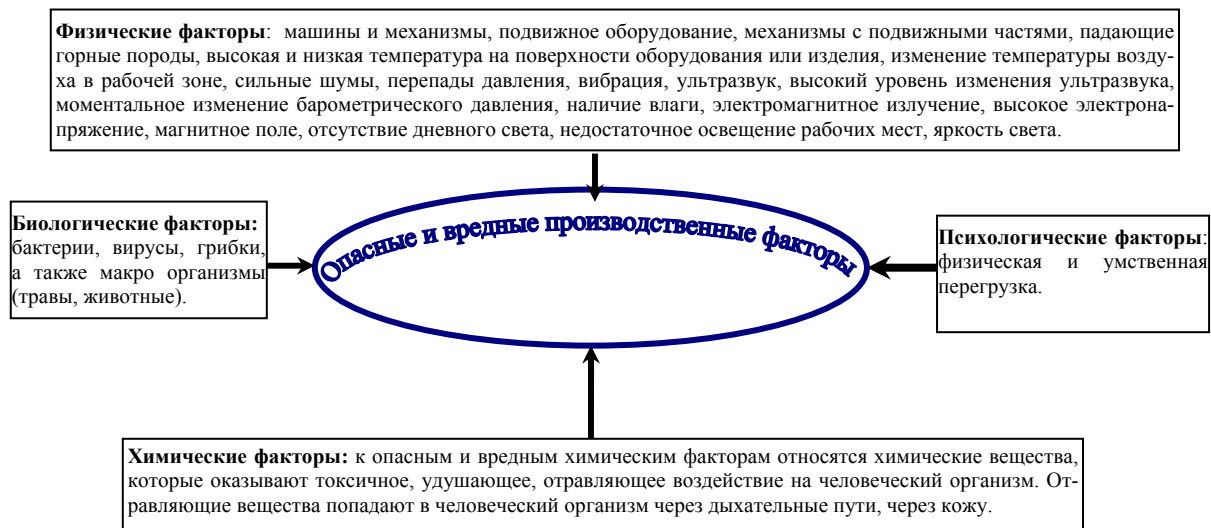 Физические факторы:  машины и механизмы, подвижное оборудование, механизмы с подвижными частями, падающие
горные породы, высокая и низкая температура на поверхности оборудования или изделия, изменение температуры возду-
ха в рабочей зоне, сильные шумы, перепады давления, вибрация, ультразвук, высокий уровень изменения ультразвука,
моментальное изменение барометрического давления, наличие влаги, электромагнитное излучение, высокое электрона-
пряжение, магнитное поле, отсутствие дневного света, недостаточное освещение рабочих мест, яркость света.
Опасные и вредные производственные факторы
Биологические факторы:
бактерии, вирусы, грибки,
а также макро организмы
(травы, животные).
Психологические факторы:
физическая и умственная
перегрузка.
Химические факторы: к опасным и вредным химическим факторам относятся химические вещества,
которые оказывают токсичное, удушающее, отравляющее воздействие на человеческий организм. От-
равляющие вещества попадают в человеческий организм через дыхательные пути, через кожу.